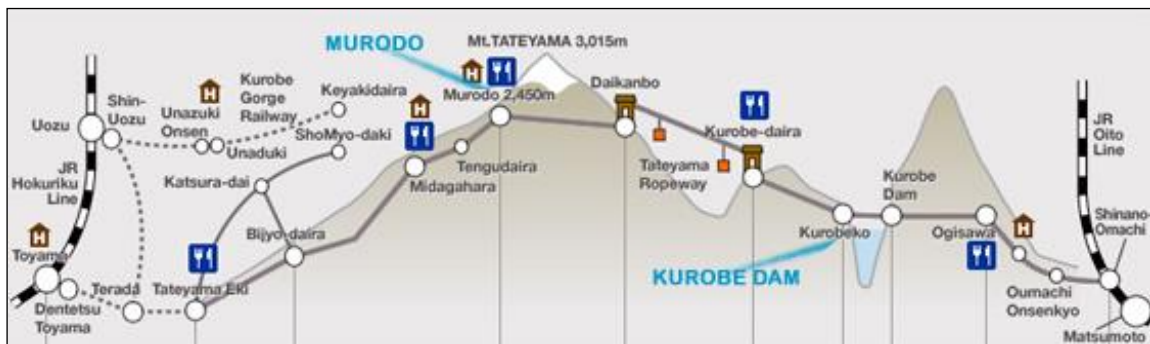 MURODO
Mt.TATEYAMA 3,015m
Daikanbo
Murodo 2,450m
Kurobe
Gorge
Railway
Keyakidaira
Shin-
Uozu
Unazuki
Onsen
Uozu
Unaduki
ShoMyo-daki
Kurobe-daira
JR
Oito
Line
JR
Hokuriku
Line
Katsura-dai
Tengudaira
Midagahara
Tateyama
Ropeway
Kurobe
Dam
Bijyo-daira
Kurobeko
Ogisawa
Shinano-
Omachi
Toyama
KUROBE DAM
Terada
Tateyama Eki
Dentetsu
Toyama
Oumachi
Onsenkyo
Matsumoto
H
H
H
H
H